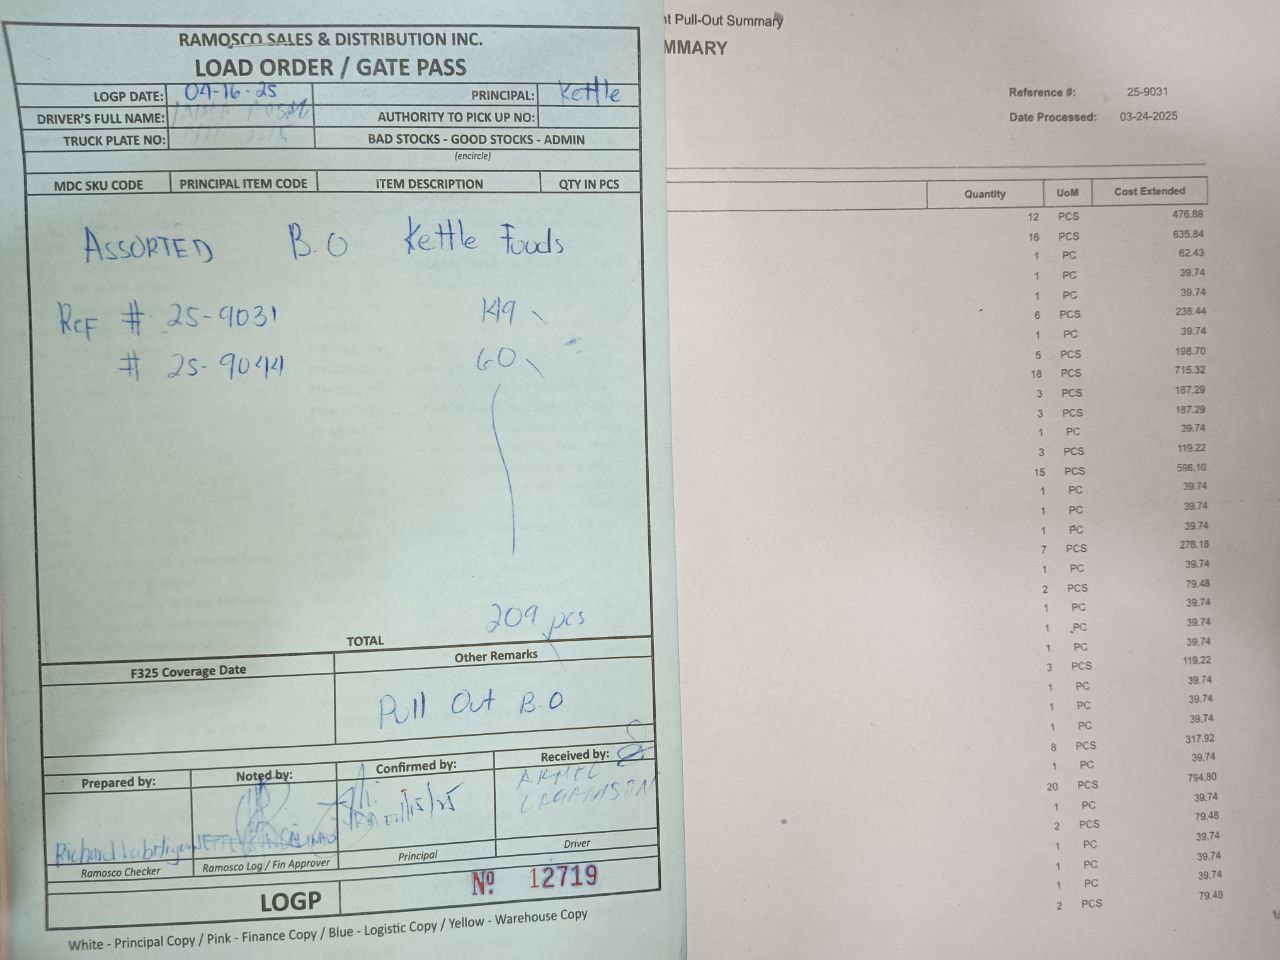 RAMOSCO SALES & DISTRIBUTION INC.
LOAD ORDER / GATE PASS
LOGP DATE: 04-16-25 PRINCIPAL: Kettle
DRIVER'S FULL NAME: AUTHORITY TO PICK UP NO:
TRUCK PLATE NO: BAD STOCKS - GOOD STOCKS - ADMIN
(encircle)
MDC SKU CODE PRINCIPAL ITEM CODE ITEM DESCRIPTION QTY IN PCS
ASSORTED B.O Kettle Foods
Ref # 25-9031 149
# 25-9044 60
209 pcs
TOTAL
F325 Coverage Date Other Remarks
Pull Out B.O
Prepared by: Noted by: Confirmed by: Received by:
Richard
Ramosco Checker Ramosco Log / Fin Approver Principal Driver
LOGP Nº 12719
White - Principal Copy / Pink - Finance Copy / Blue - Logistic Copy / Yellow - Warehouse Copy
nt Pull-Out Summary
MMARY
Reference #: 25-9031
Date Processed: 03-24-2025
Quantity UoM Cost Extended
12 PCS 476.88
16 PCS 635.84
1 PC 62.43
1 PC 39.74
1 PC 39.74
6 PCS 238.44
1 PC 39.74
5 PCS 198.70
18 PCS 715.32
3 PCS 187.29
3 PCS 187.29
1 PC 39.74
3 PCS 119.22
15 PCS 596.10
1 PC 39.74
1 PC 39.74
1 PC 39.74
7 PCS 278.18
1 PC 39.74
2 PCS 79.48
1 PC 39.74
1 PC 39.74
1 PC 39.74
3 PCS 119.22
1 PC 39.74
1 PC 39.74
1 PC 39.74
8 PCS 317.92
1 PC 39.74
20 PCS 794.80
1 PC 39.74
2 PCS 79.48
1 PC 39.74
1 PC 39.74
1 PC 39.74
2 PCS 79.48